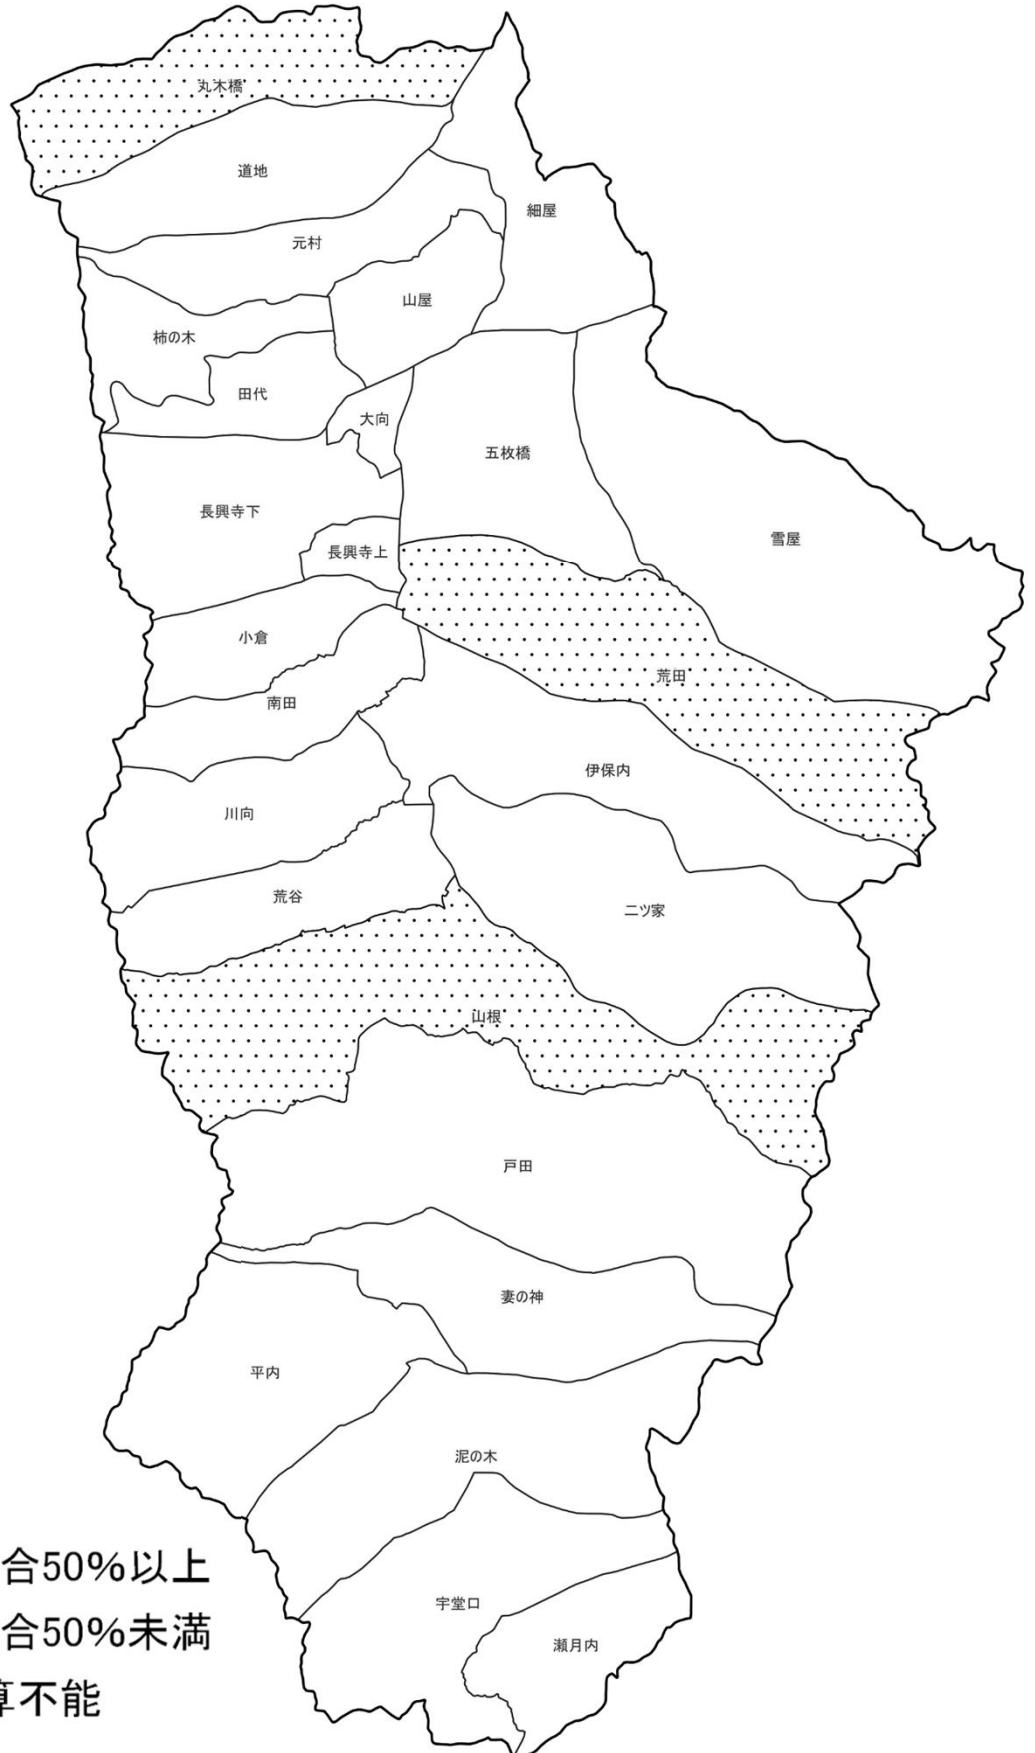 丸木橋
道地
細屋
元村
山屋
柿の木
田代
大向
五枚橋
長興寺下
雪屋
長興寺上
小倉
荒田
南田
伊保内
川向
荒谷
二ツ家
山根
戸田
妻の神
平内
泥の木
合50%以上
宇堂口
合50%未満
瀬月内
算不能